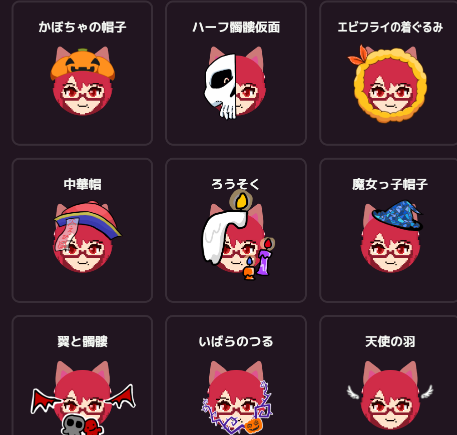 かぼちゃの帽子
ハーフ髑髏仮面
エビフライの着ぐるみ
中華帽
ろうそく
魔女っ子帽子
翼と髑髏
いばらのつる
天使の羽